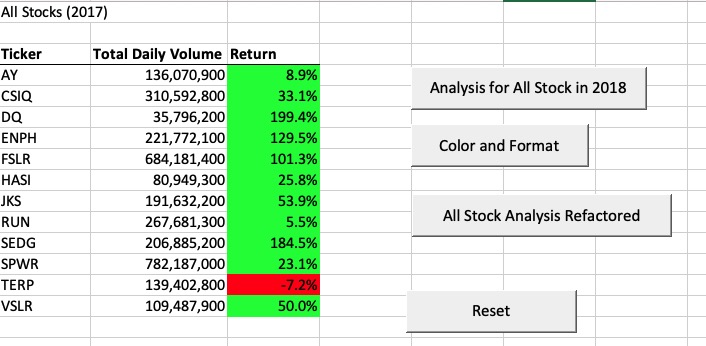 All Stocks (2017)
Ticker Total Daily Volume Return
AY 136,070,900 8.9%
CSIQ 310,592,800 33.1%
DQ 35,796,200 199.4%
ENPH 221,772,100 129.5%
FSLR 684,181,400 101.3%
HASI 80,949,300 25.8%
JKS 191,632,200 53.9%
RUN 267,681,300 5.5%
SEDG 206,885,200 184.5%
SPWR 782,187,000 23.1%
TERP 139,402,800 -7.2%
VSLR 109,487,900 50.0%
Analysis for All Stock in 2018
Color and Format
All Stock Analysis Refactored
Reset